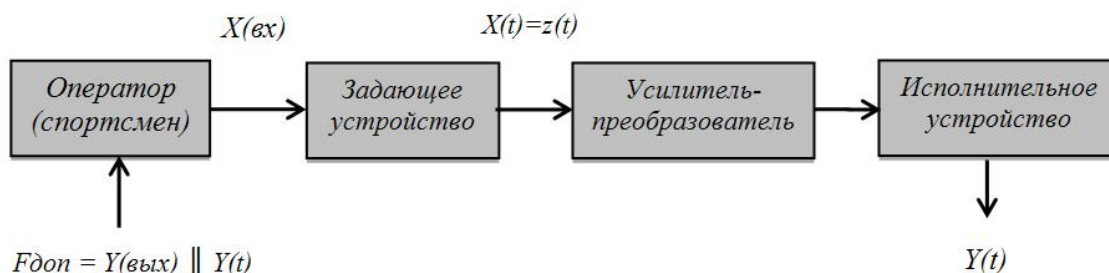 X(вх)
X(t)=z(t)
Оператор
(спортсмен)
Задающее
устройство
Усилитель-
преобразователь
Исполнительное
устройство
Fдоп = Y(вых) || Y(t)
Y(t)